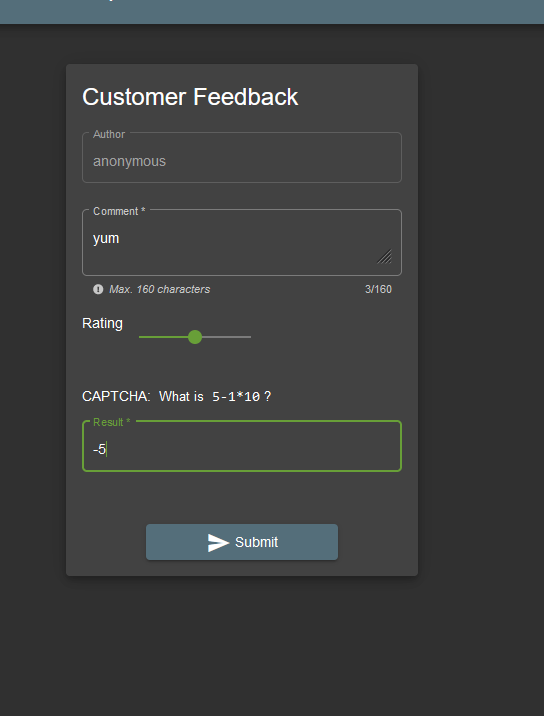 Customer Feedback
Author
anonymous
Comment *
yum
Max. 160 characters 3/160
Rating
CAPTCHA: What is 5-1*10 ?
Result *
-5
Submit